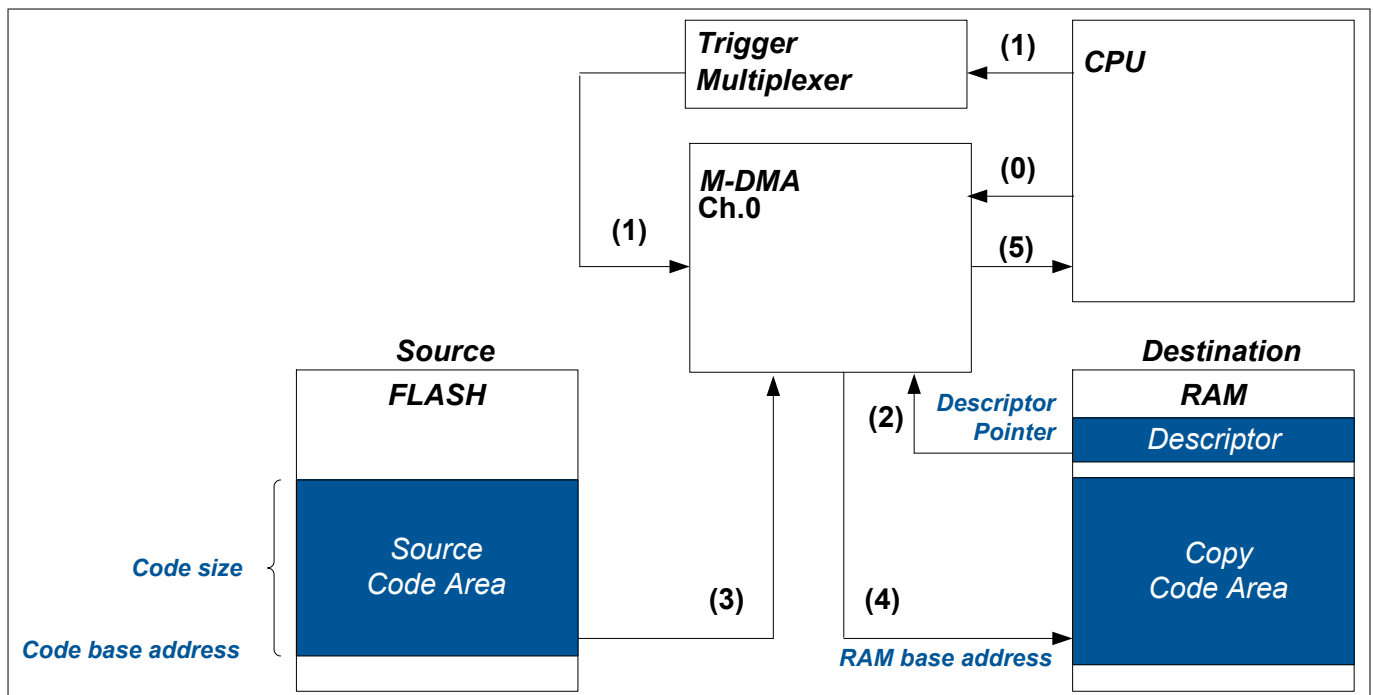 Trigger
Multiplexer
(1)
CPU
M-DMA
Ch.0
(0)
(1)
(5)
Source
FLASH
Destination
RAM
Descriptor
Pointer
(2)
Descriptor
Code size
Source
Code Area
Copy
Code Area
(3)
(4)
Code base address
RAM base address